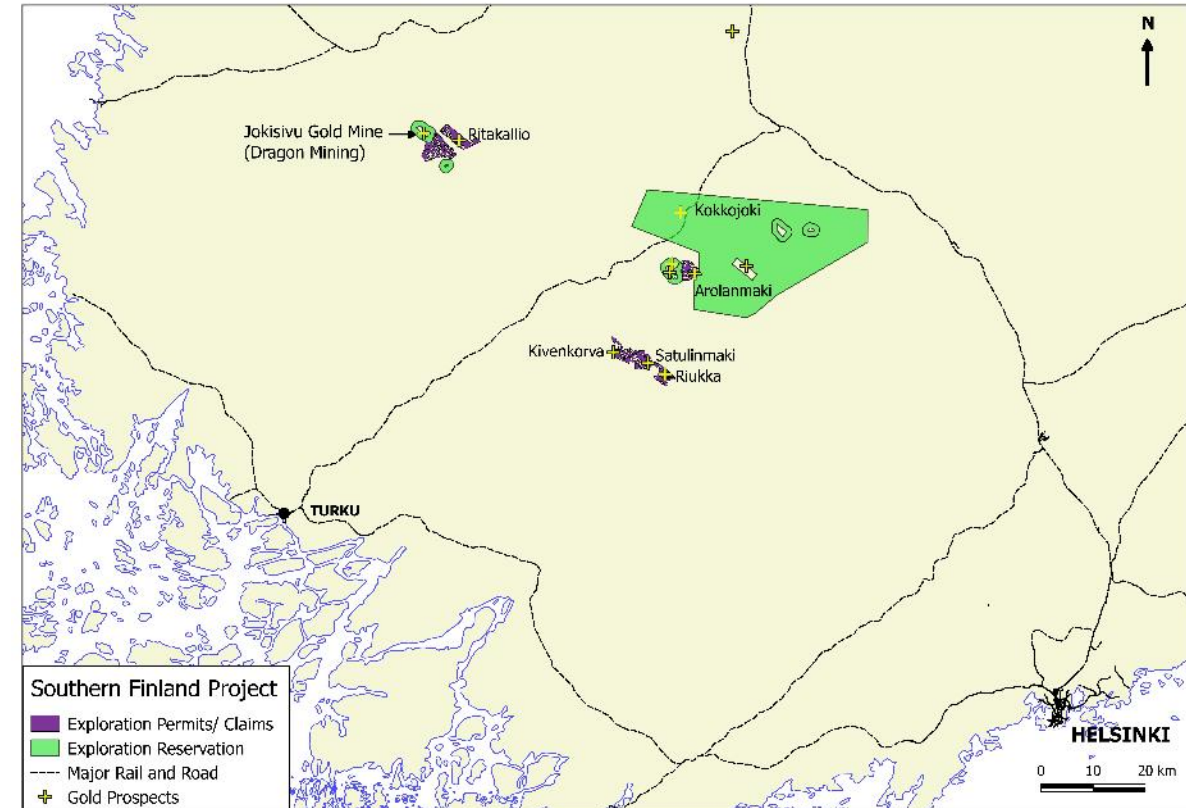 N
Jokisivu Gold Mine
(Dragon Mining)
Ritakallio
Kokkojoki
Arolanmaki
Kivenkorva
Satulinmaki
Riukka
TURKU
Southern Finland Project
Exploration Permits/ Claims
Exploration Reservation
Major Rail and Road
Gold Prospects
HELSINKI
0 10 20 km